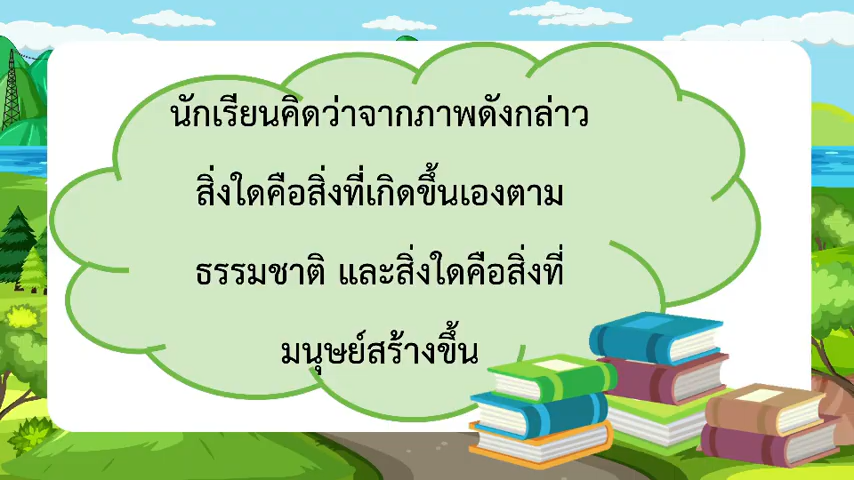 นักเรียนคิดว่าจากภาพดังกล่าว
สิ่งใดคือสิ่งที่เกิดขึ้นเองตาม
ธรรมชาติ และสิ่งใดคือสิ่งที่
มนุษย์สร้างขึ้น